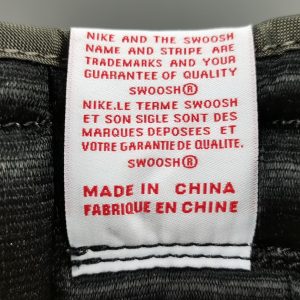 NIKE AND THE SWOOSH
NAME AND STRIPE ARE
TRADEMARKS AND YOUR
GUARANTEE OF QUALITY
SWOOSH®
NIKE.LE TERME SWOOSH
ET SON SIGLE SONT DES
MARQUES DEPOSEES ET
VOTRE GARANTIE DE QUALITE.
SWOOSH®
MADE IN CHINA
FABRIQUE EN CHINE